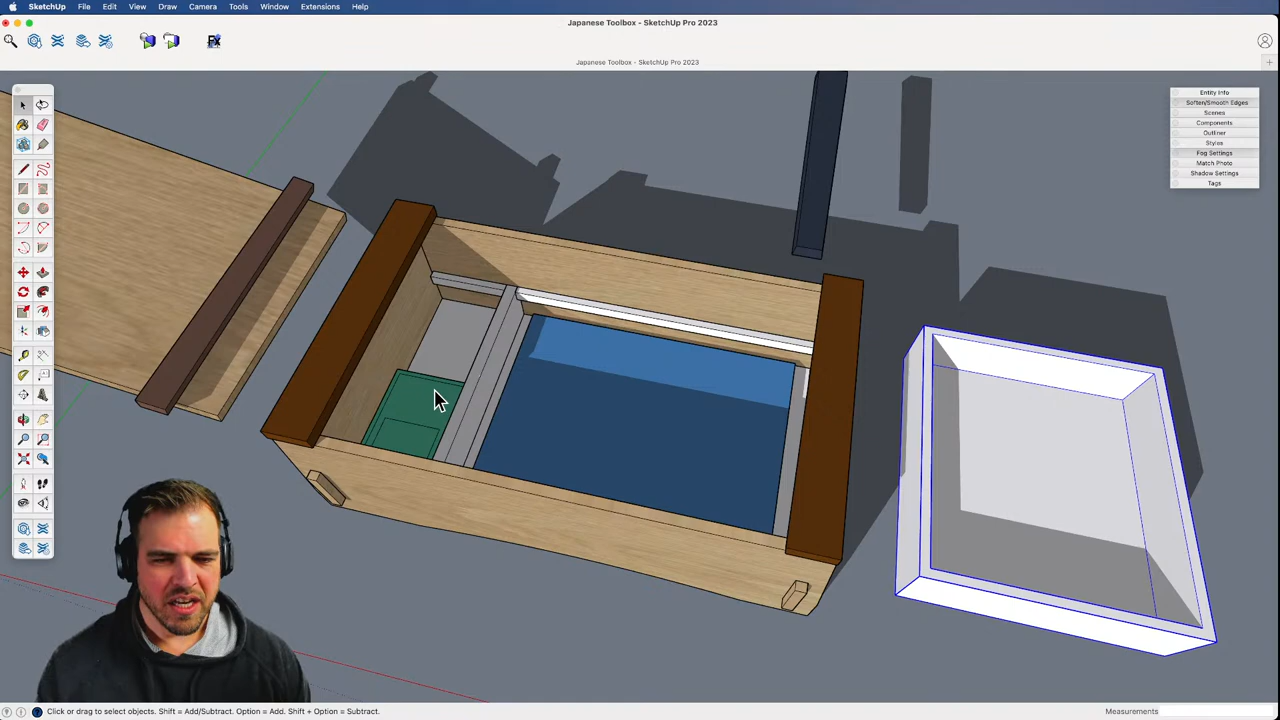 SketchUp File Edit View Draw Camera Tools Window Extensions Help
Japanese Toolbox - SketchUp Pro 2023
Japanese Toolbox - SketchUp Pro 2023
Entity Info
Soften/Smooth Edges
Scenes
Components
Outliner
Styles
Fog Settings
Match Photo
Shadow Settings
Tags
Click or drag to select objects. Shift = Add/Subtract. Option = Add. Shift + Option = Subtract. Measurements